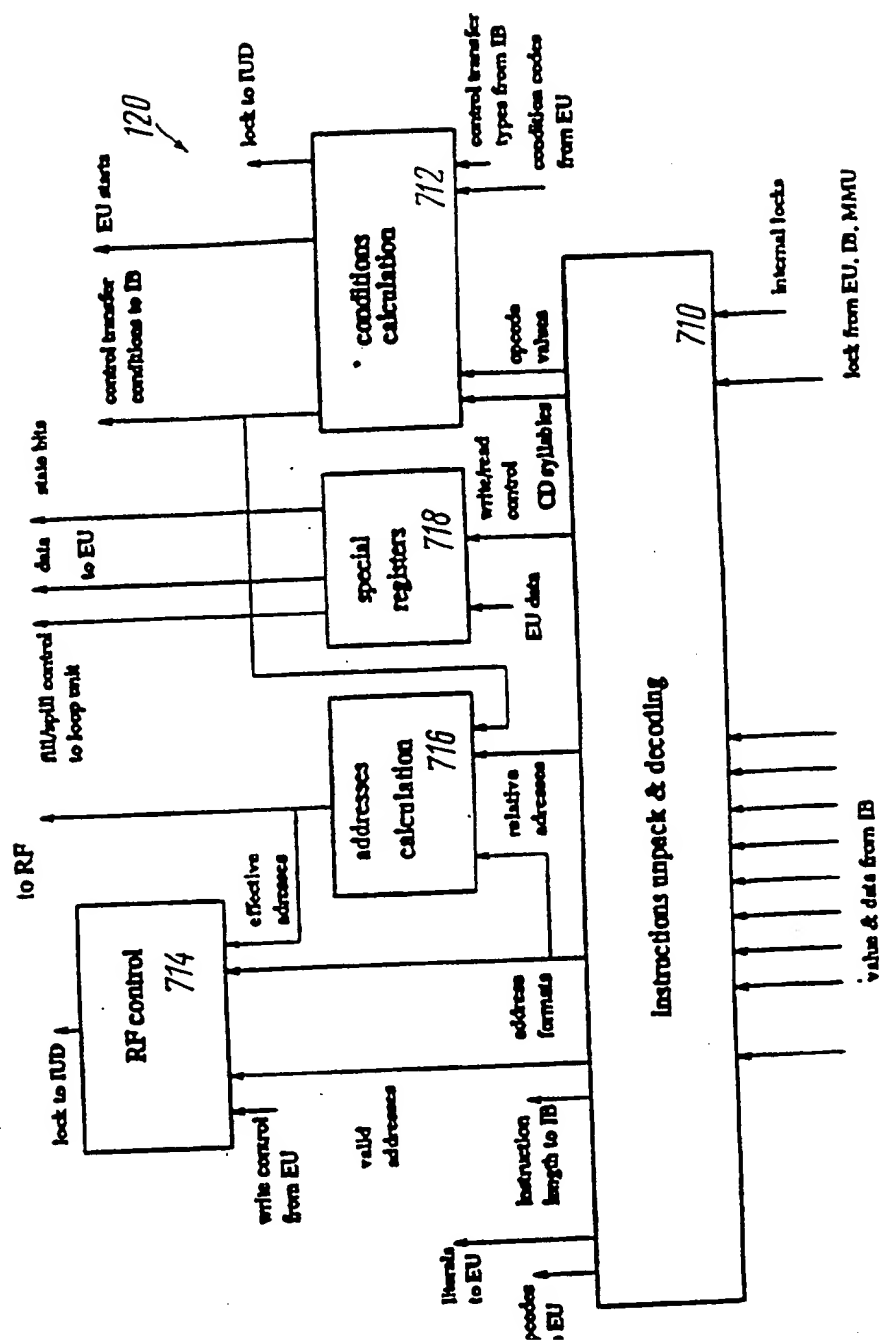 120
lock to IUD
EU starts
control transfer
conditions to IB
state bits
data
to EU
fill/spill control
to loop unit
to RF
lock to IUD
conditions
calculation
712
control transfer
types from IB
condition codes
from EU
special
registers
718
write/read
control
CD syllables
opcode
values
EU data
addresses
calculation
716
relative
adresses
effective
adresses
RF control
714
write control
from EU
valid
addresses
address
formats
instruction
length to IB
literals
to EU
pcodes
EU
Instructions unpack & decoding
710
internal locks
lock from EU, IB, MMU
value & data from IB